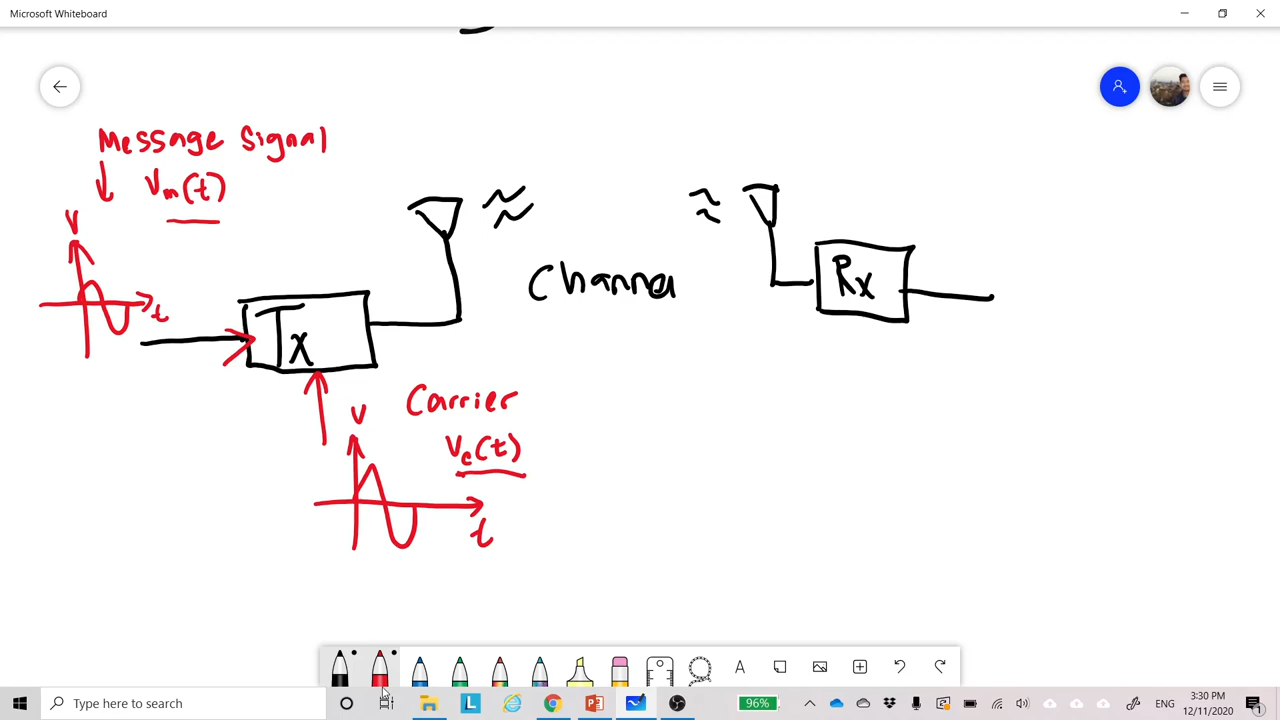 Microsoft Whiteboard
Message Signal
Vm(t)
V
t
Tx
Channel
Rx
Carrier
V
Vc(t)
t
A
Type here to search
96%
ENG
3:30 PM
12/11/2020
1